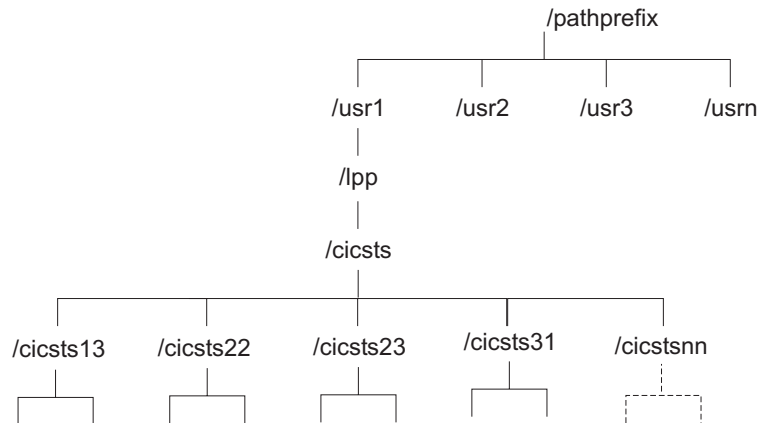 /pathprefix
/usr1 /usr2 /usr3 /usrn
/lpp
/cicsts
/cicsts13 /cicsts22 /cicsts23 /cicsts31 /cicstsnn